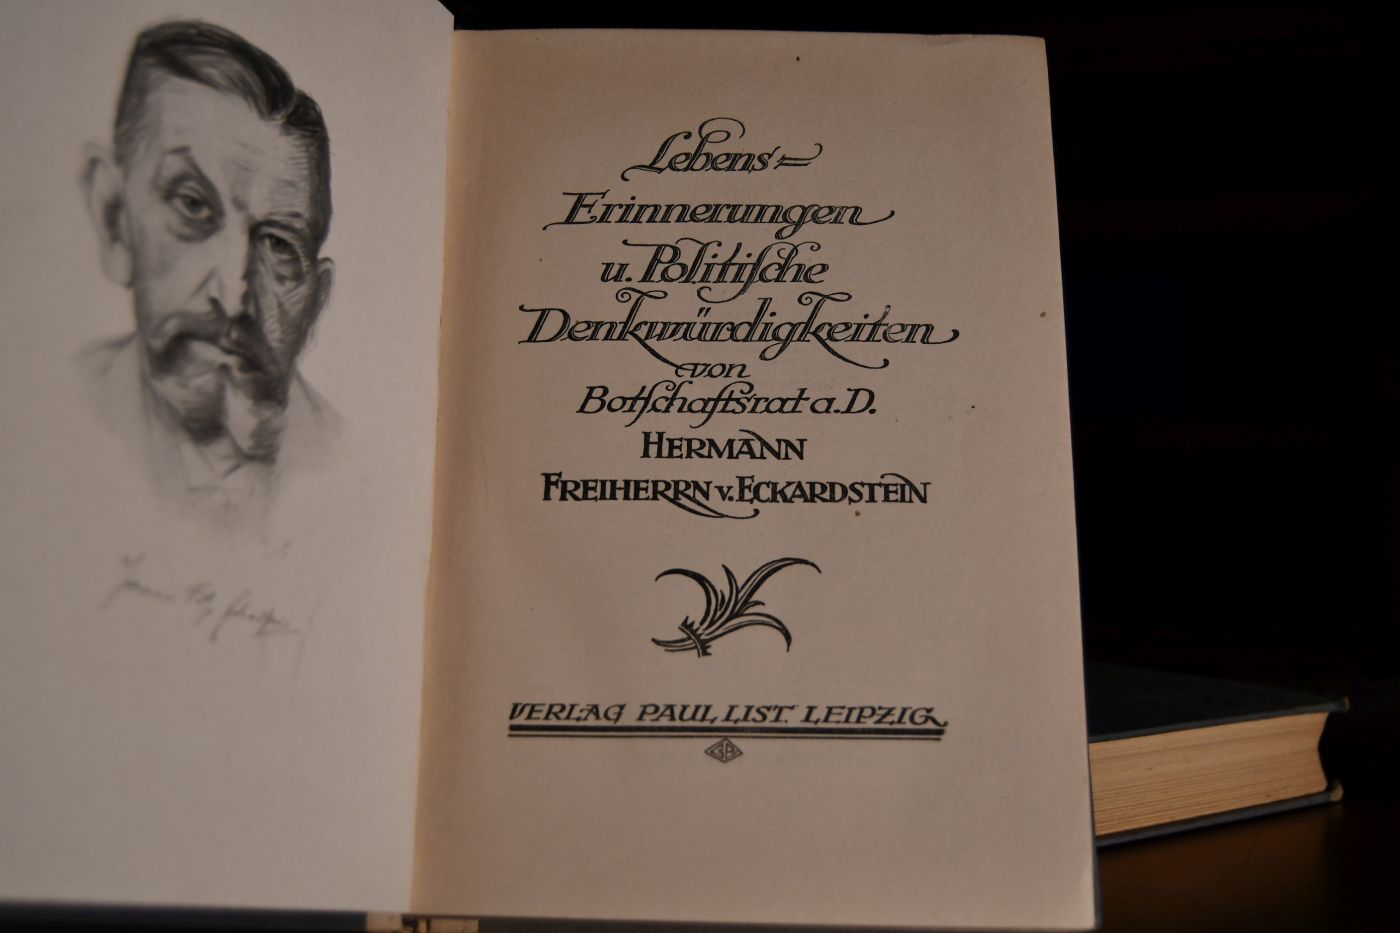 Lebens=
Erinnerungen
u. Politische
Denkwürdigkeiten
von
Botschaftsrat a. D.
HERMANN
FREIHERRN v. ECKARDSTEIN
VERLAG PAUL LIST LEIPZIG